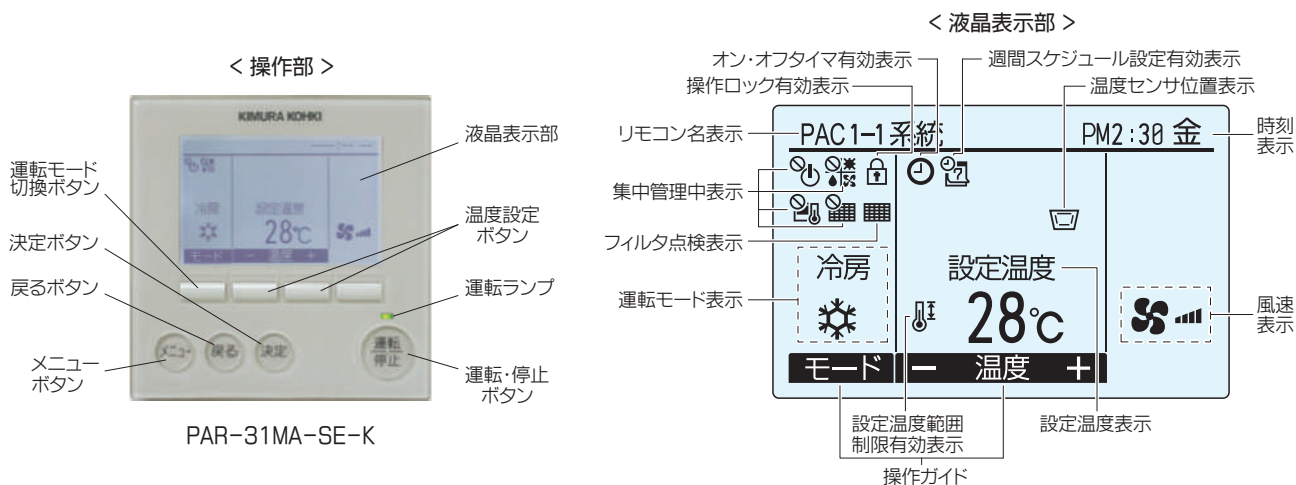 < 操作部 >
KIMURA KOHKI
冷房
設定温度
28℃
モード
− 温度 +
メニュー
戻る
決定
運転
停止
運転モード
切換ボタン
決定ボタン
戻るボタン
メニュー
ボタン
液晶表示部
温度設定
ボタン
運転ランプ
運転・停止
ボタン
PAR-31MA-SE-K
< 液晶表示部 >
オン・オフタイマ有効表示
週間スケジュール設定有効表示
操作ロック有効表示
温度センサ位置表示
リモコン名表示
PAC1-1系統
PM2:30 金
時刻
表示
集中管理中表示
7
フィルタ点検表示
運転モード表示
冷房
設定温度
28℃
風速
表示
モード
− 温度 +
設定温度範囲
制限有効表示
設定温度表示
操作ガイド